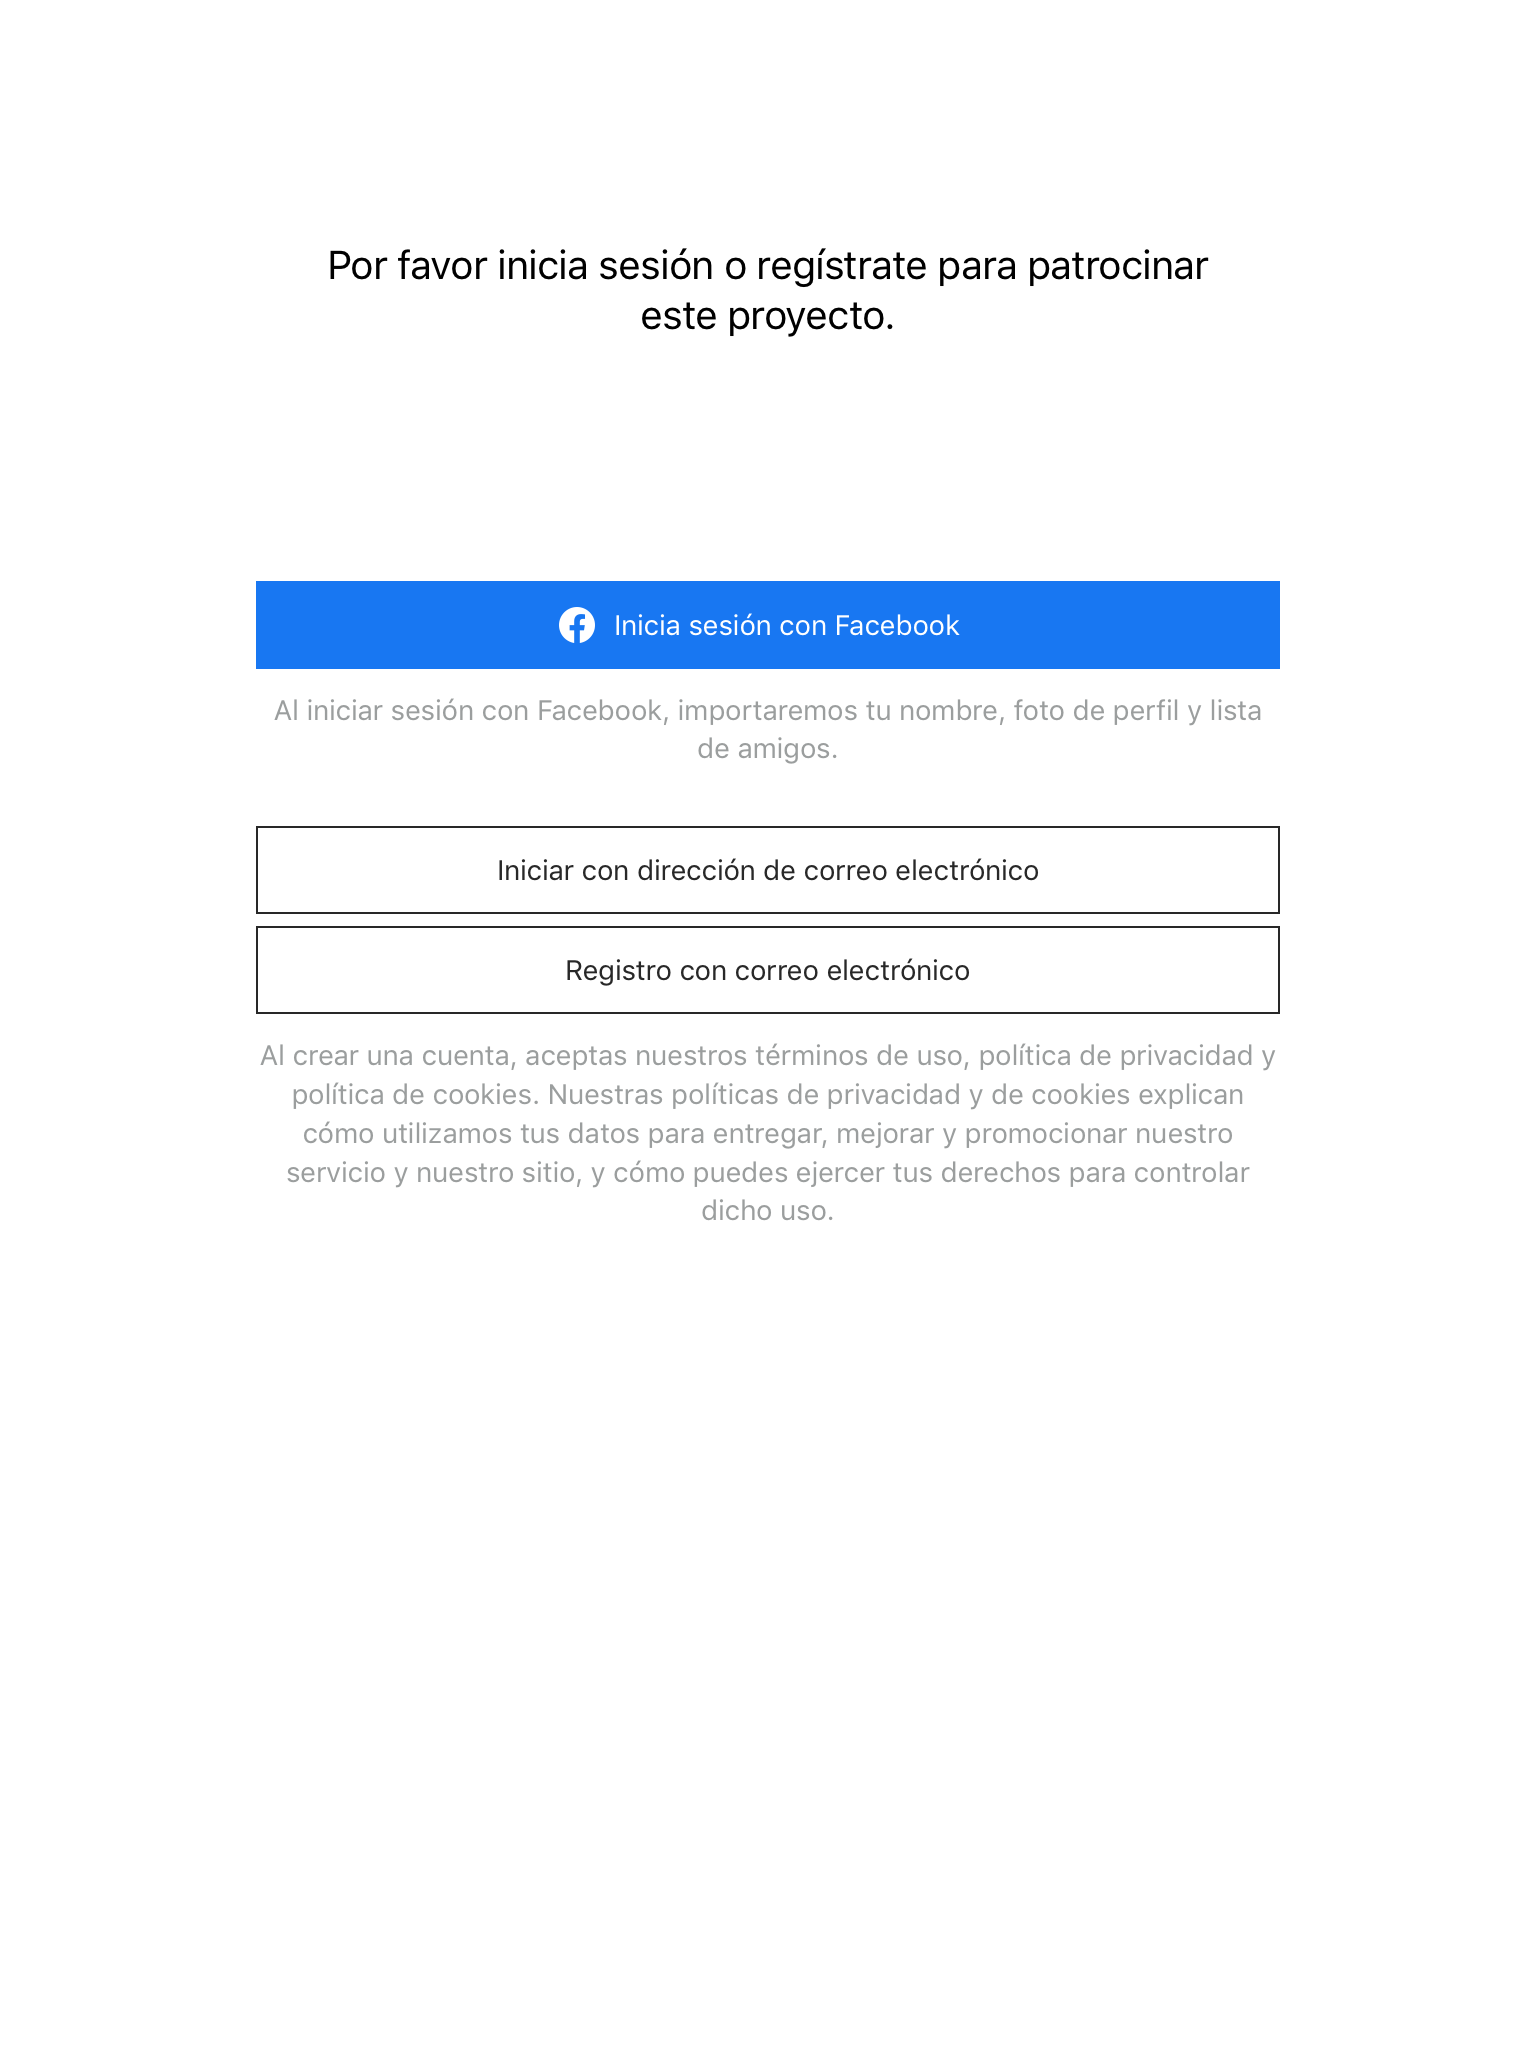 Por favor inicia sesión o regístrate para patrocinar
este proyecto.
Inicia sesión con Facebook
Al iniciar sesión con Facebook, importaremos tu nombre, foto de perfil y lista
de amigos.
Iniciar con dirección de correo electrónico
Registro con correo electrónico
Al crear una cuenta, aceptas nuestros términos de uso, política de privacidad y
política de cookies. Nuestras políticas de privacidad y de cookies explican
cómo utilizamos tus datos para entregar, mejorar y promocionar nuestro
servicio y nuestro sitio, y cómo puedes ejercer tus derechos para controlar
dicho uso.